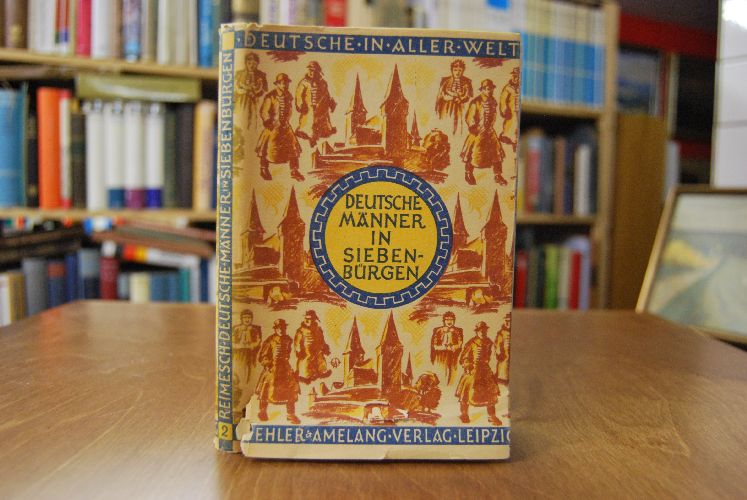 DEUTSCHE·IN·ALLER·WELT
DEUTSCHE
MÄNNER
IN
SIEBEN-
BÜRGEN
EHLER & AMELANG·VERLAG·LEIPZIG
2 REIMESCH·DEUTSCHE MÄNNER IN SIEBENBÜRGEN